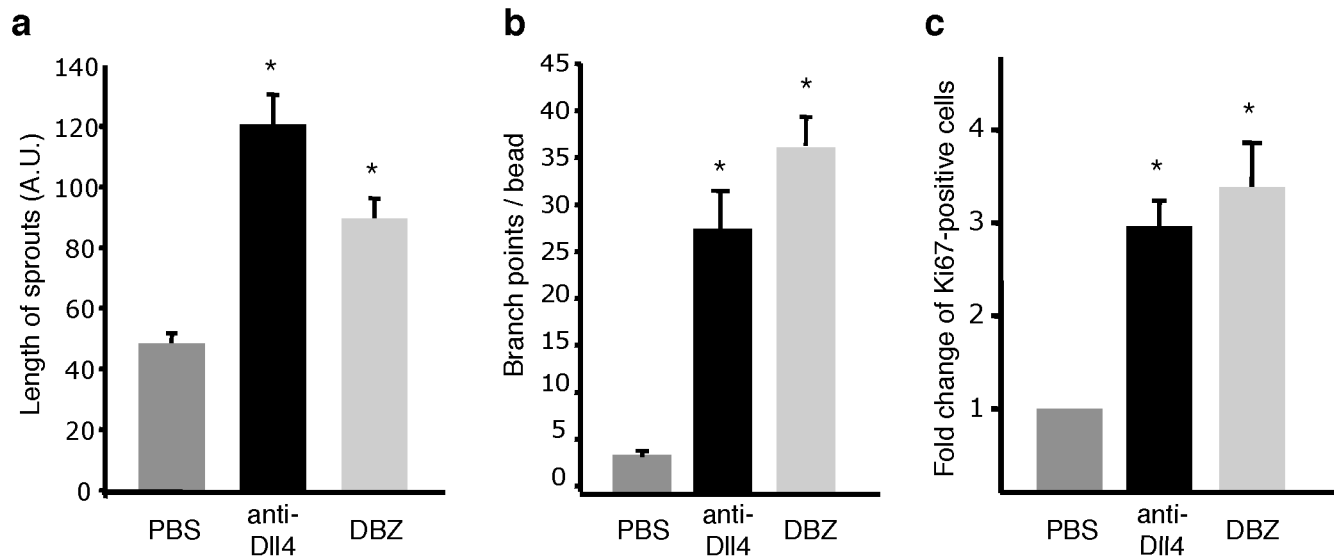 a
Length of sprouts (A.U.)
140
120
100
80
60
40
20
0
*
*
PBS
anti-
Dll4
DBZ
b
Branch points / bead
45
40
35
30
25
20
15
10
5
0
*
*
PBS
anti-
Dll4
DBZ
c
Fold change of Ki67-positive cells
4
3
2
1
*
*
PBS
anti-
Dll4
DBZ